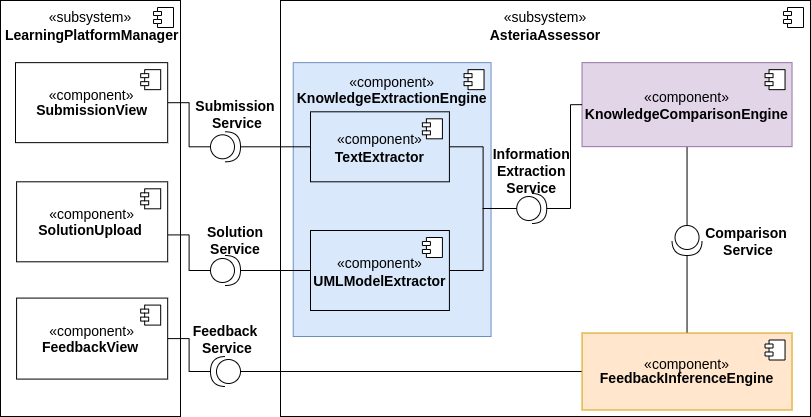 «subsystem»
LearningPlatformManager
«component»
SubmissionView
«component»
SolutionUpload
«component»
FeedbackView
Submission
Service
Solution
Service
Feedback
Service
«subsystem»
AsteriaAssessor
«component»
KnowledgeExtractionEngine
«component»
TextExtractor
«component»
UMLModelExtractor
Information
Extraction
Service
«component»
KnowledgeComparisonEngine
Comparison
Service
«component»
FeedbackInferenceEngine